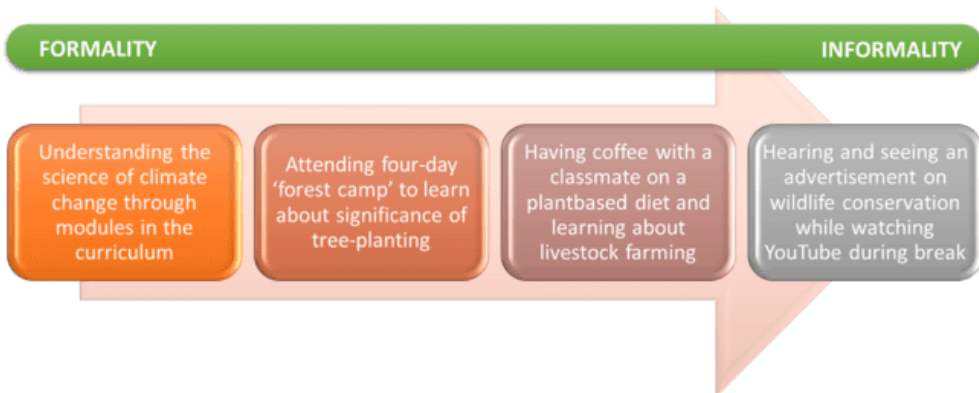 FORMALITY
INFORMALITY
Understanding the
science of climate
change through
modules in the
curriculum
Attending four-day
‘forest camp’ to learn
about significance of
tree-planting
Having coffee with a
classmate on a
plantbased diet and
learning about
livestock farming
Hearing and seeing an
advertisement on
wildlife conservation
while watching
YouTube during break